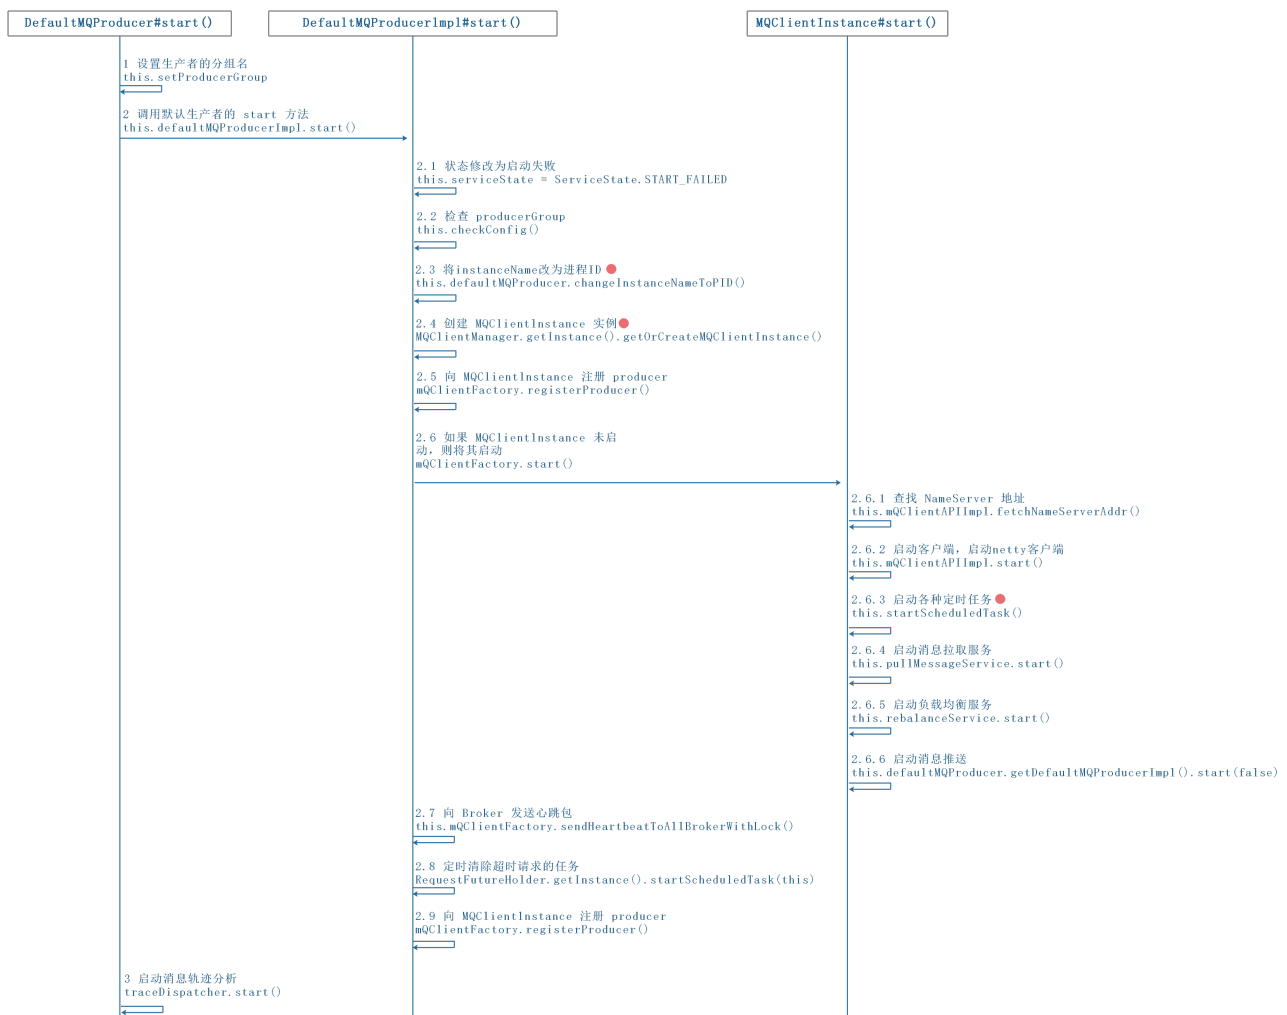 DefaultMQProducer#start()
DefaultMQProducerImpl#start()
MQClientInstance#start()
1 设置生产者的分组名
this.setProducerGroup
2 调用默认生产者的 start 方法
this.defaultMQProducerImpl.start()
2.1 状态修改为启动失败
this.serviceState = ServiceState.START_FAILED
2.2 检查 producerGroup
this.checkConfig()
2.3 将instanceName改为进程ID
this.defaultMQProducer.changeInstanceNameToPID()
2.4 创建 MQClientInstance 实例
MQClientManager.getInstance().getOrCreateMQClientInstance()
2.5 向 MQClientInstance 注册 producer
mQClientFactory.registerProducer()
2.6 如果 MQClientInstance 未启
动，则将其启动
mQClientFactory.start()
2.6.1 查找 NameServer 地址
this.mQClientAPIImpl.fetchNameServerAddr()
2.6.2 启动客户端，启动netty客户端
this.mQClientAPIImpl.start()
2.6.3 启动各种定时任务
this.startScheduledTask()
2.6.4 启动消息拉取服务
this.pullMessageService.start()
2.6.5 启动负载均衡服务
this.rebalanceService.start()
2.6.6 启动消息推送
this.defaultMQProducer.getDefaultMQProducerImpl().start(false)
2.7 向 Broker 发送心跳包
this.mQClientFactory.sendHeartbeatToAllBrokerWithLock()
2.8 定时清除超时请求的任务
RequestFutureHolder.getInstance().startScheduledTask(this)
2.9 向 MQClientInstance 注册 producer
mQClientFactory.registerProducer()
3 启动消息轨迹分析
traceDispatcher.start()